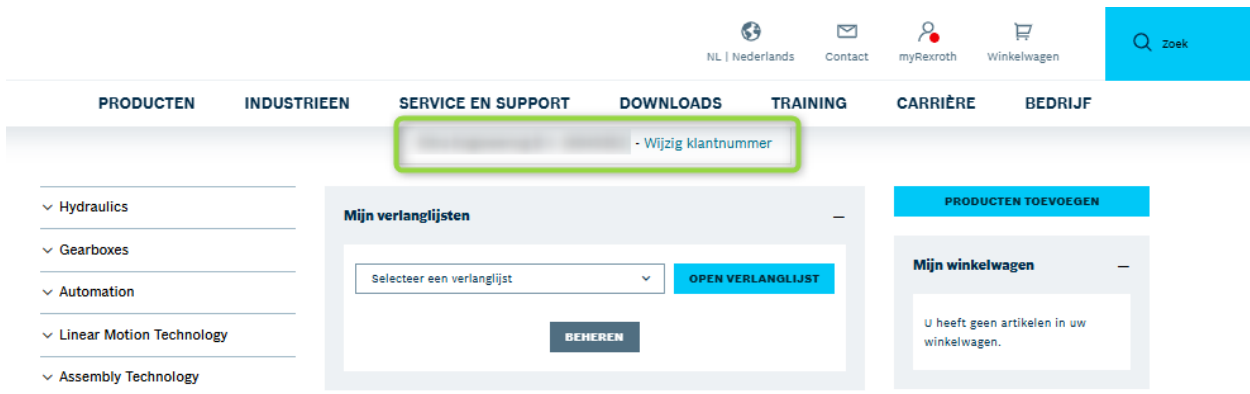 NL | Nederlands
Contact
myRexroth
Winkelwagen
Zoek
PRODUCTEN INDUSTRIEEN SERVICE EN SUPPORT DOWNLOADS TRAINING CARRIÈRE BEDRIJF
- Wijzig klantnummer
Hydraulics
Gearboxes
Automation
Linear Motion Technology
Assembly Technology
Mijn verlanglijsten
Selecteer een verlanglijst
OPEN VERLANGLIJST
BEHEREN
PRODUCTEN TOEVOEGEN
Mijn winkelwagen
U heeft geen artikelen in uw
winkelwagen.